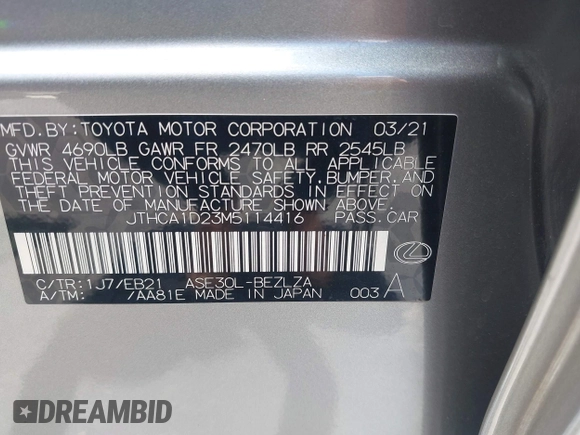 MFD. BY: TOYOTA MOTOR CORPORATION 03/21
GVWR 4690LB GAWR FR 2470LB RR 2545LB
THIS VEHICLE CONFORMS TO ALL APPLICABLE
FEDERAL MOTOR VEHICLE SAFETY, BUMPER, AND
THEFT PREVENTION STANDARDS IN EFFECT ON
THE DATE OF MANUFACTURE SHOWN ABOVE.
JTHCA1D23M5114416 PASS. CAR
C/TR: 1J7/EB21 ASE30L-BEZLZA
A/TM: /AA81E MADE IN JAPAN 003 A
DREAMBID